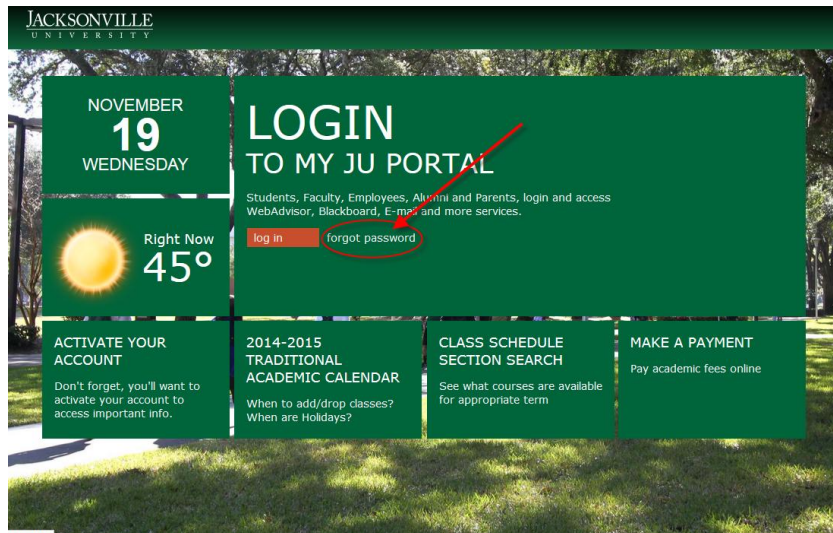 JACKSONVILLE
UNIVERSITY
NOVEMBER
19
WEDNESDAY
LOGIN
TO MY JU PORTAL
Students, Faculty, Employees, Alumni and Parents, login and access
WebAdvisor, Blackboard, E-mail and more services.
log in
forgot password
Right Now
45°
ACTIVATE YOUR
ACCOUNT
Don't forget, you'll want to
activate your account to
access important info.
2014-2015
TRADITIONAL
ACADEMIC CALENDAR
When to add/drop classes?
When are Holidays?
CLASS SCHEDULE
SECTION SEARCH
See what courses are available
for appropriate term
MAKE A PAYMENT
Pay academic fees online